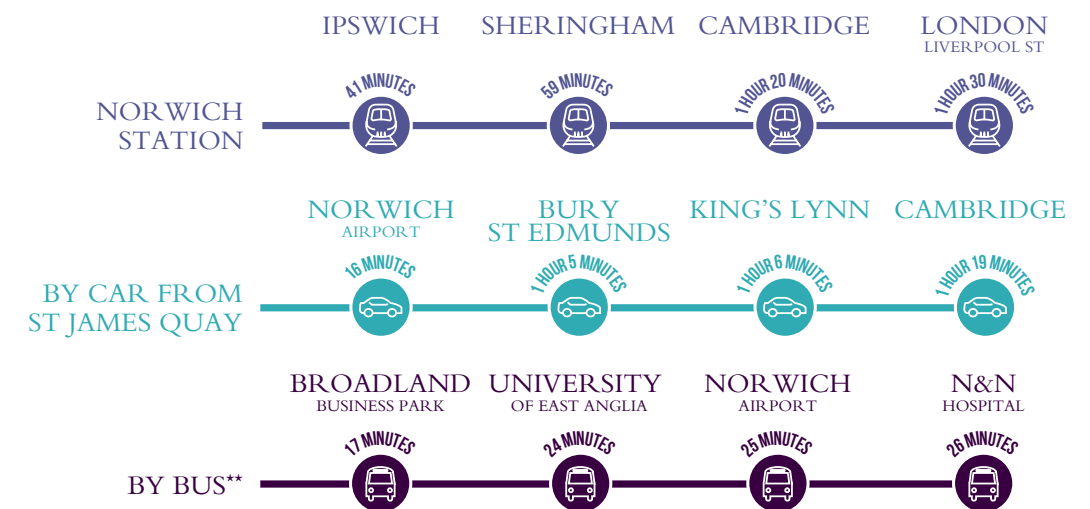 IPSWICH
SHERINGHAM
CAMBRIDGE
LONDON
LIVERPOOL ST
41 MINUTES
59 MINUTES
1 HOUR 20 MINUTES
1 HOUR 30 MINUTES
NORWICH
STATION
NORWICH
AIRPORT
BURY
ST EDMUNDS
KING'S LYNN
CAMBRIDGE
16 MINUTES
1 HOUR 5 MINUTES
1 HOUR 6 MINUTES
1 HOUR 19 MINUTES
BY CAR FROM
ST JAMES QUAY
BROADLAND
BUSINESS PARK
UNIVERSITY
OF EAST ANGLIA
NORWICH
AIRPORT
N&N
HOSPITAL
17 MINUTES
24 MINUTES
25 MINUTES
26 MINUTES
BY BUS**